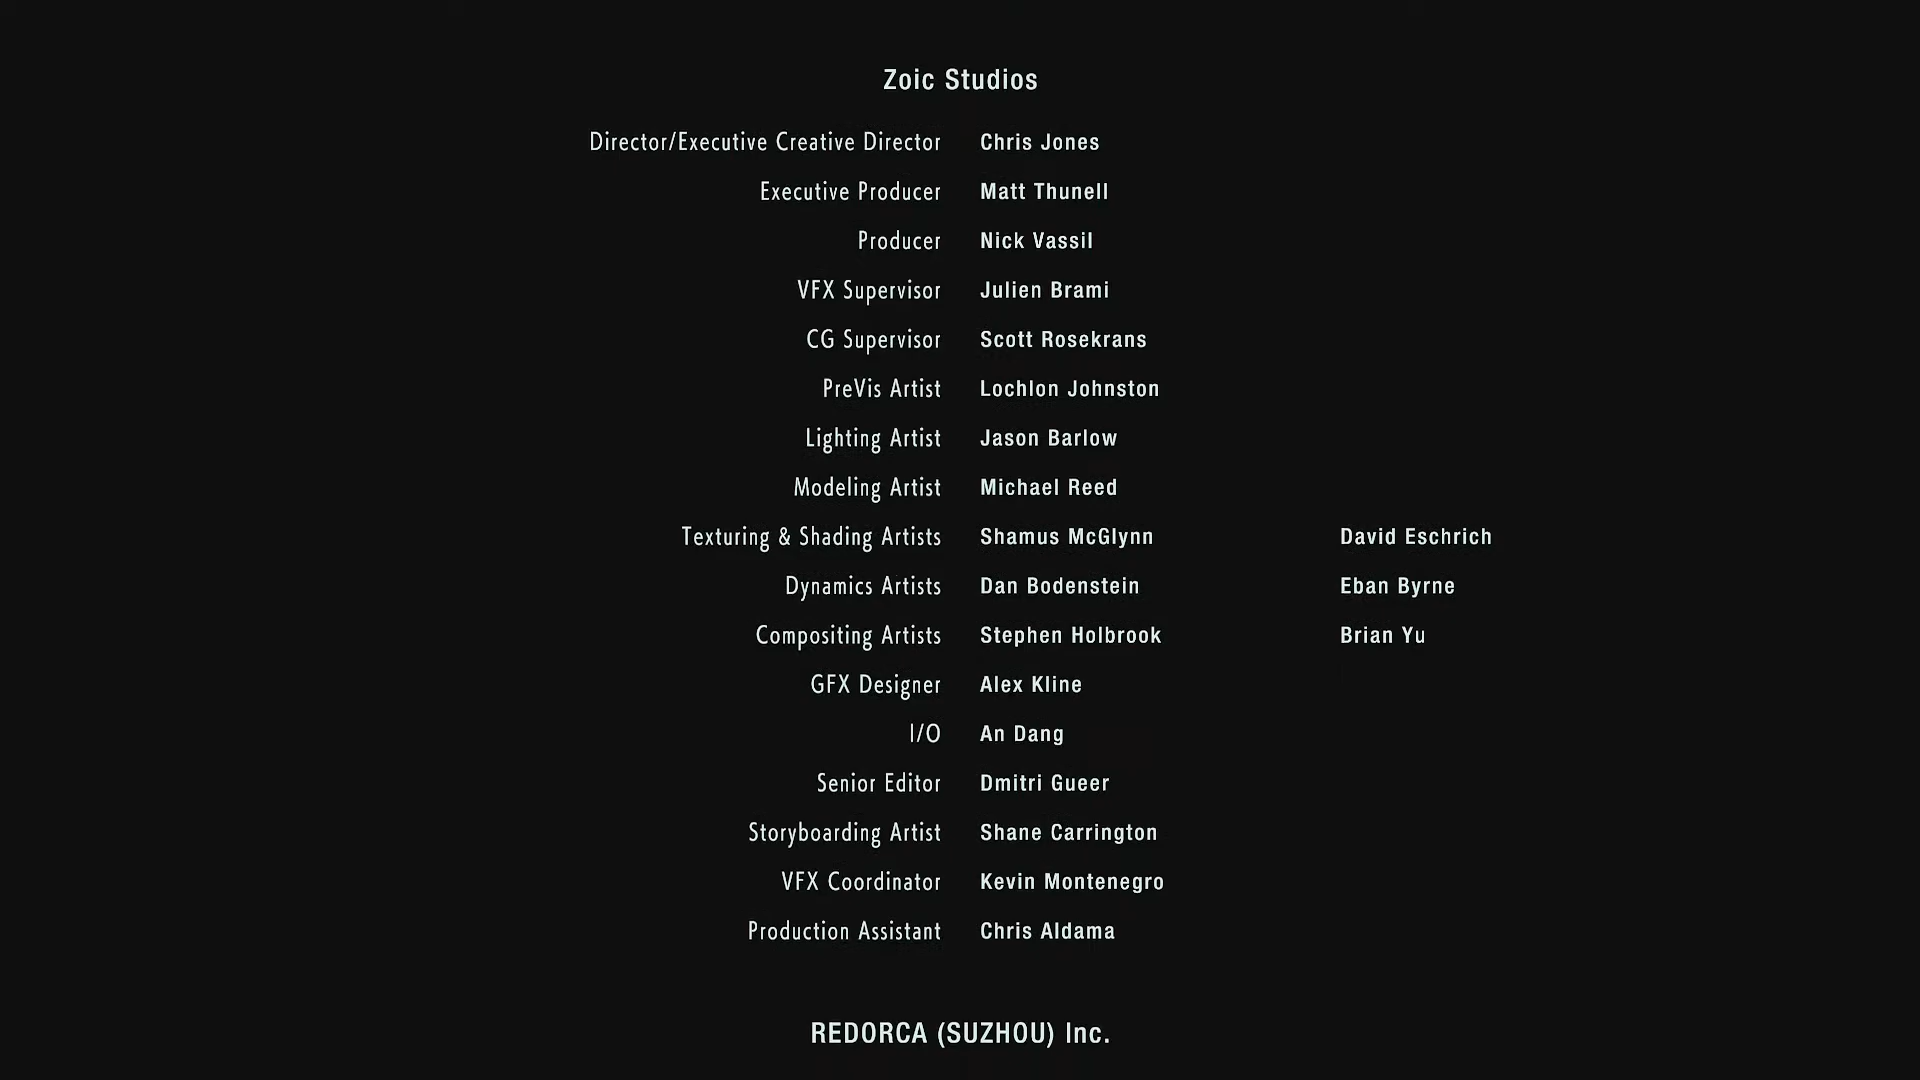 Zoic Studios
Director/Executive Creative Director Chris Jones
Executive Producer Matt Thunell
Producer Nick Vassil
VFX Supervisor Julien Brami
CG Supervisor Scott Rosekrans
PreVis Artist Lochlon Johnston
Lighting Artist Jason Barlow
Modeling Artist Michael Reed
Texturing & Shading Artists Shamus McGlynn David Eschrich
Dynamics Artists Dan Bodenstein Eban Byrne
Compositing Artists Stephen Holbrook Brian Yu
GFX Designer Alex Kline
I/O An Dang
Senior Editor Dmitri Gueer
Storyboarding Artist Shane Carrington
VFX Coordinator Kevin Montenegro
Production Assistant Chris Aldama
REDORCA (SUZHOU) Inc.